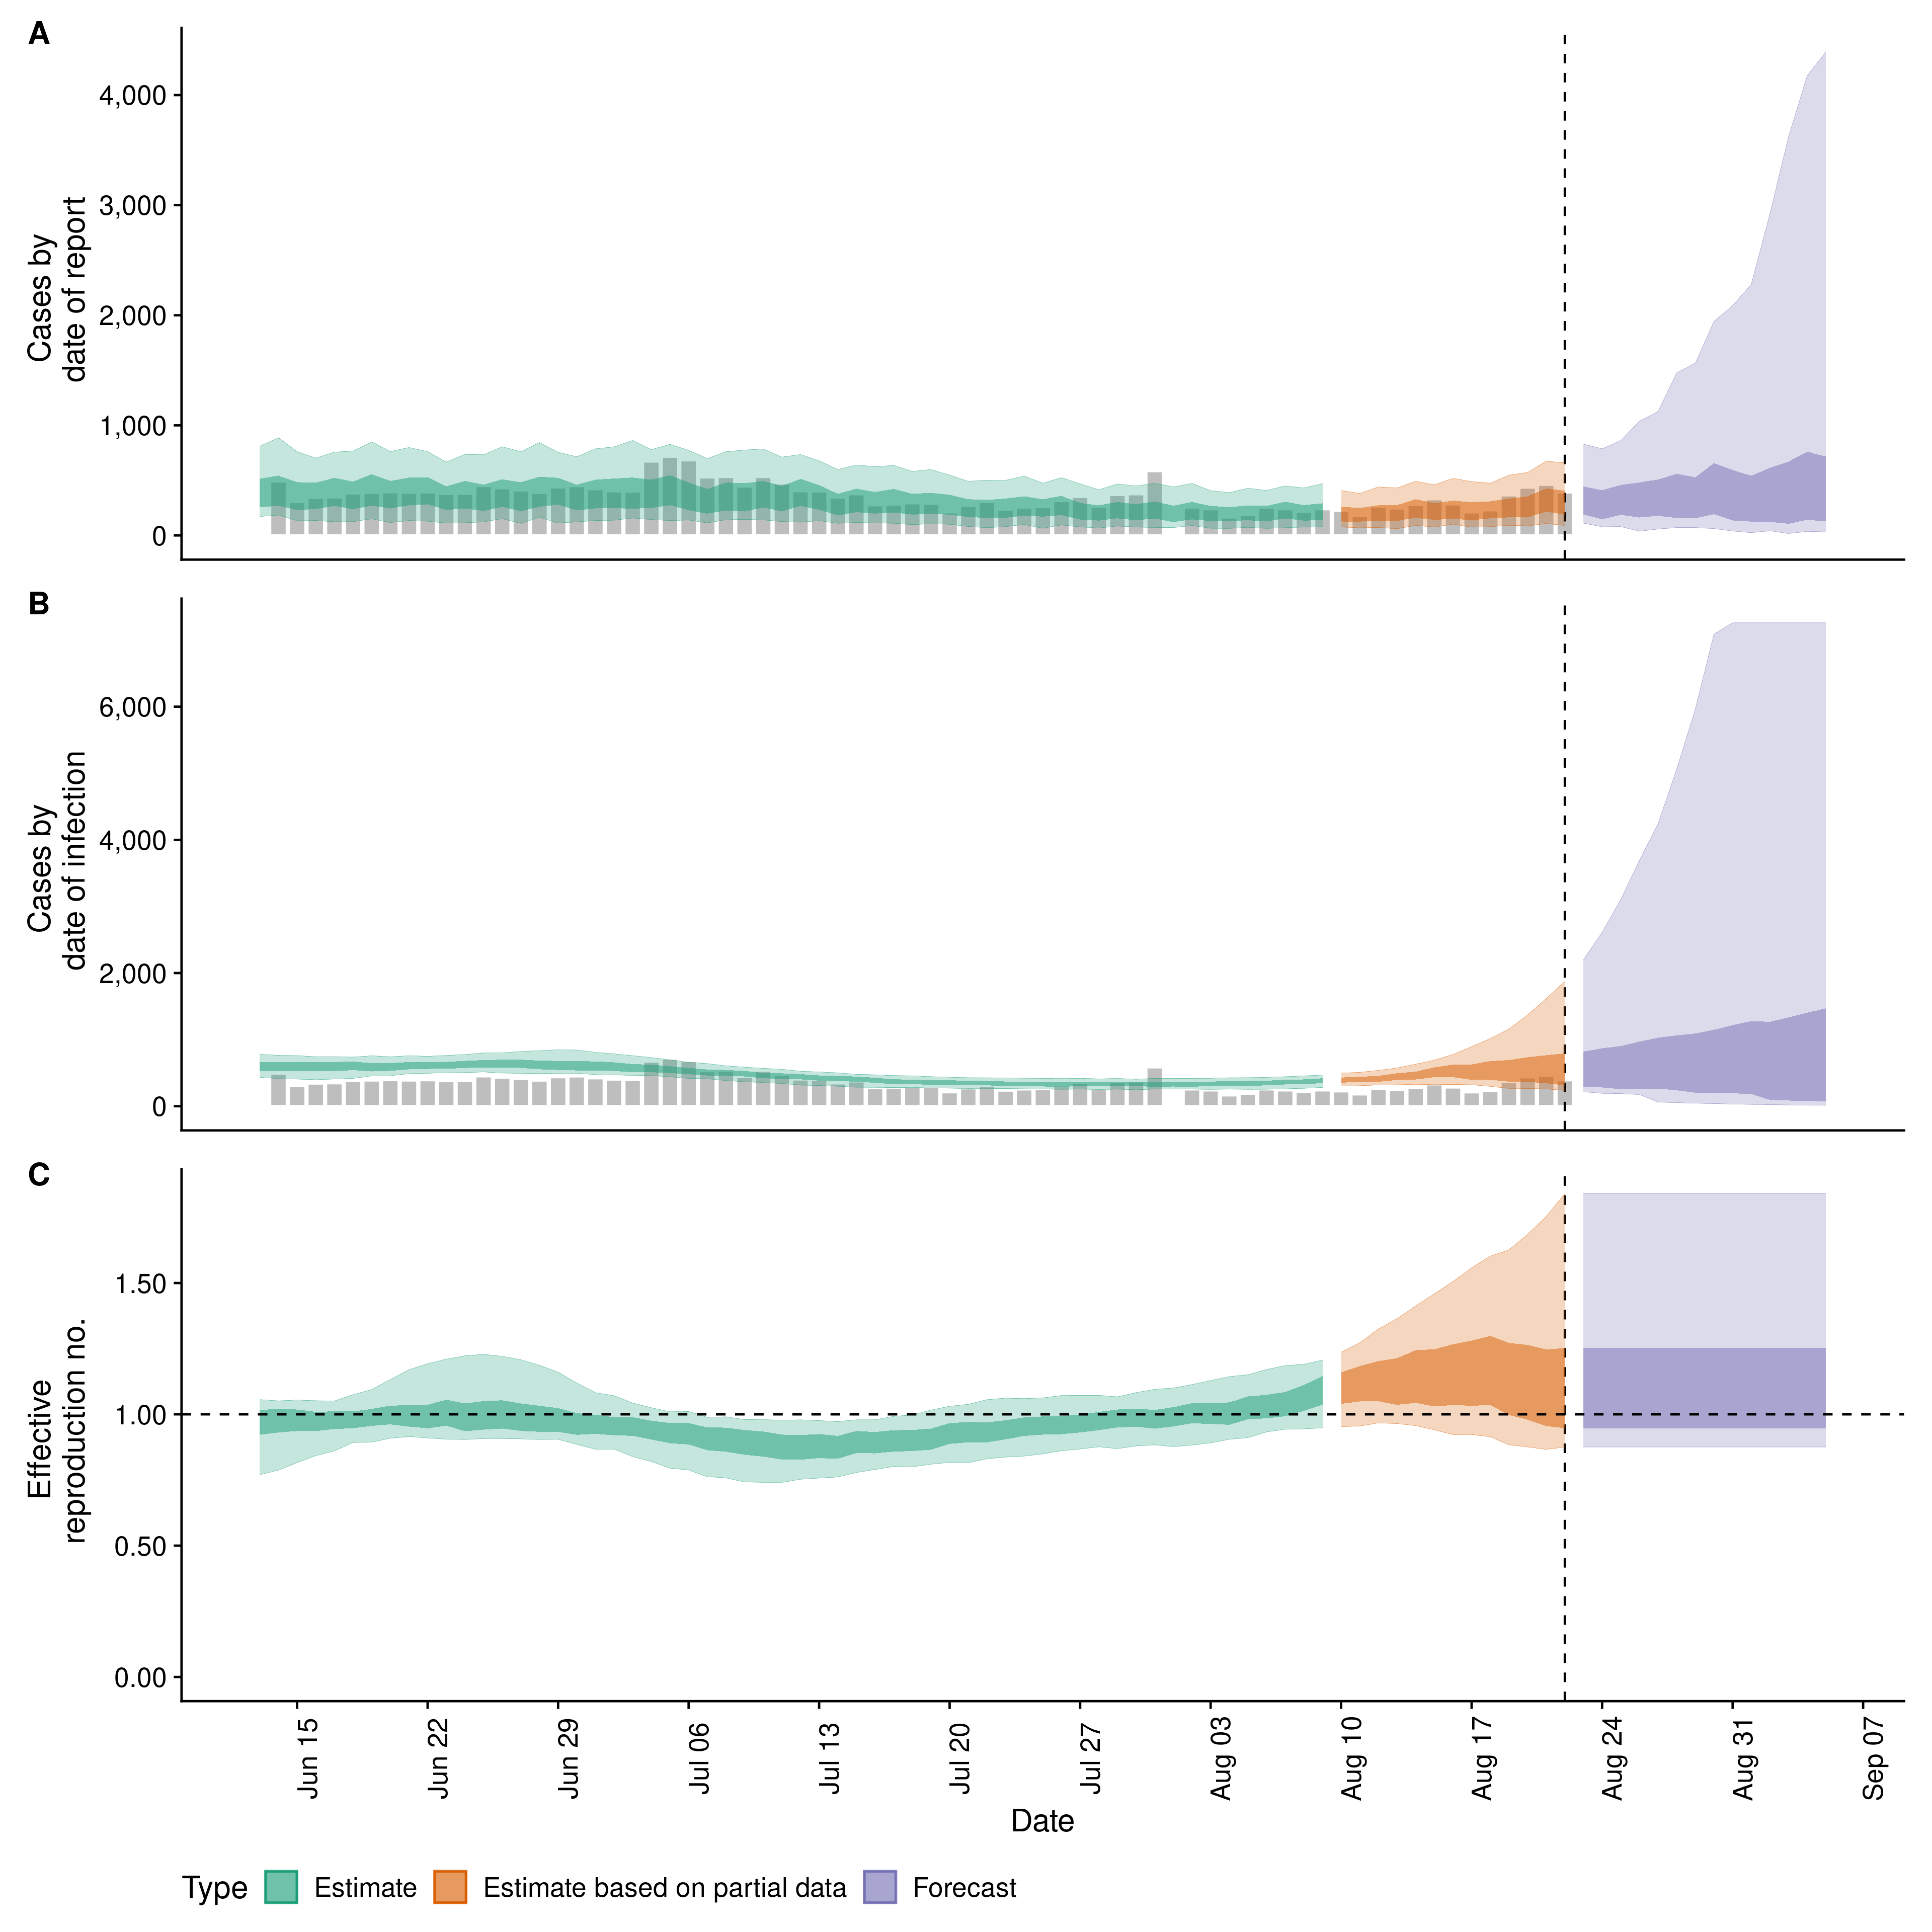 A
Cases by
date of report
4,000
3,000
2,000
1,000
0
B
Cases by
date of infection
6,000
4,000
2,000
0
C
Effective
reproduction no.
1.50
1.00
0.50
0.00
Jun 15
Jun 22
Jun 29
Jul 06
Jul 13
Jul 20
Jul 27
Aug 03
Aug 10
Aug 17
Aug 24
Aug 31
Sep 07
Date
Type Estimate Estimate based on partial data Forecast